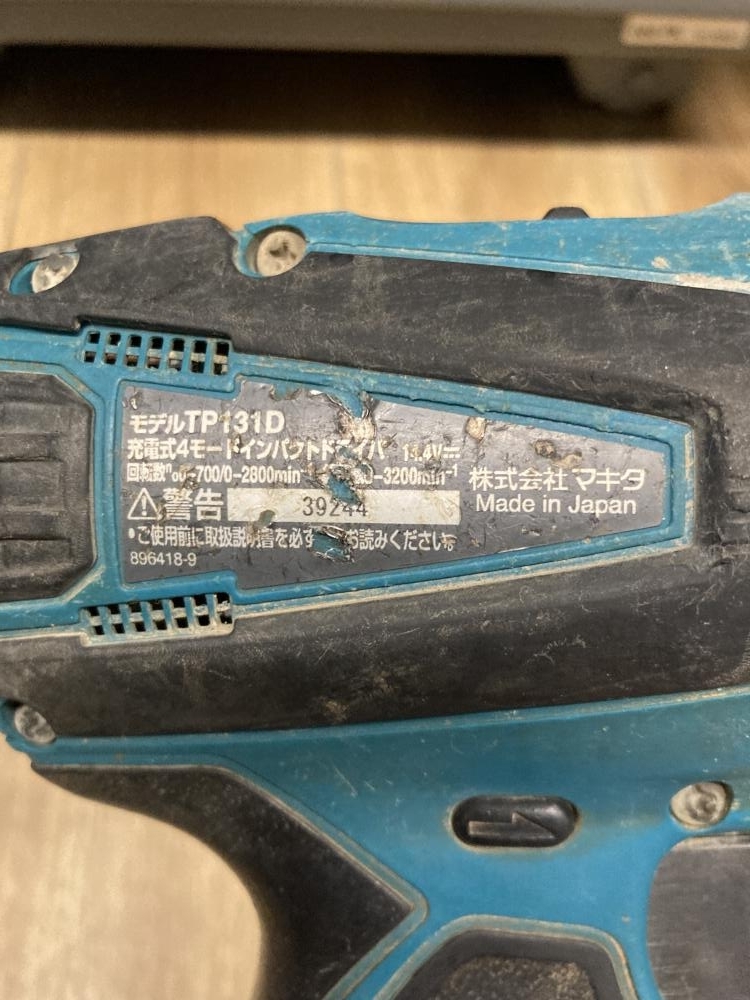 モデルTP131D
充電式4モードインパクトドライバ 14.4V⎓
回転数 700/0-2800min⁻¹ 0-3200min⁻¹
⚠警告 39244
•ご使用前に取扱説明書を必ずお読みください。
896418-9
株式会社マキタ
Made in Japan